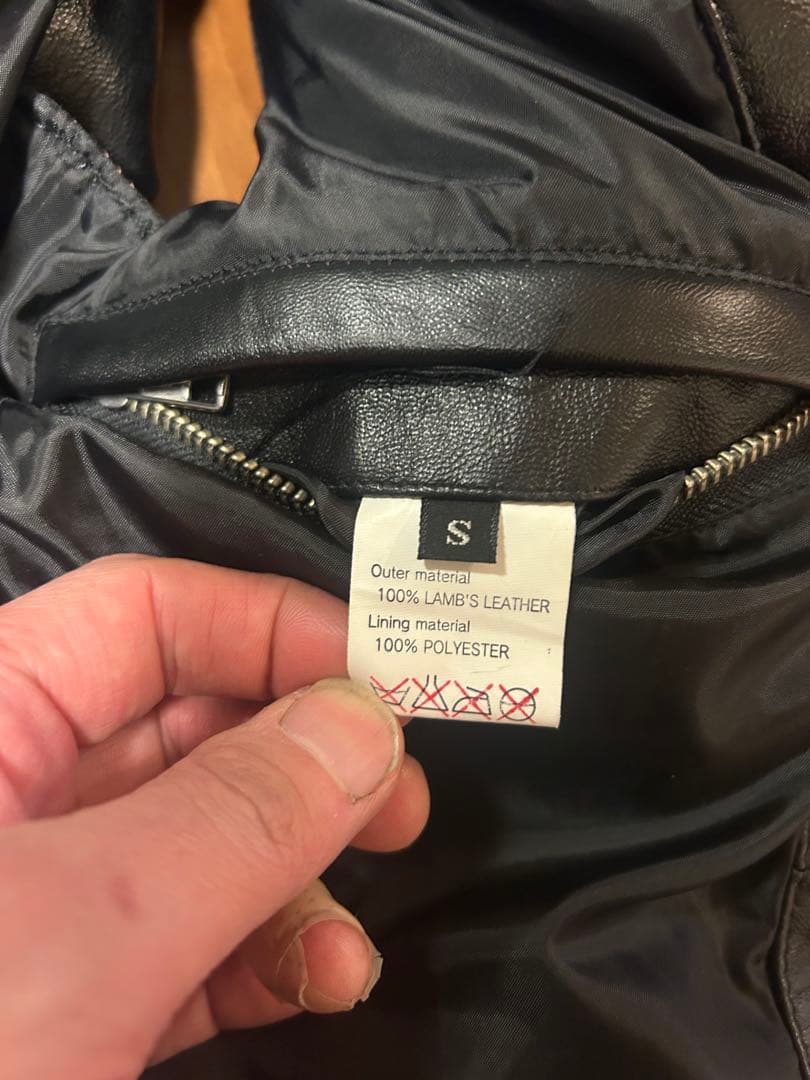 S
Outer material
100% LAMB'S LEATHER
Lining material
100% POLYESTER